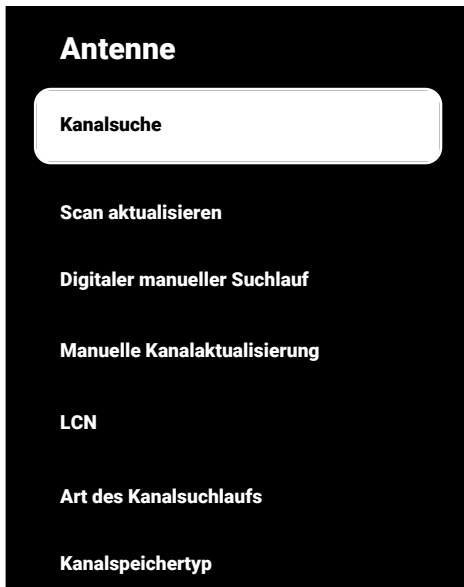 Antenne
Kanalsuche
Scan aktualisieren
Digitaler manueller Suchlauf
Manuelle Kanalaktualisierung
LCN
Art des Kanalsuchlaufs
Kanalspeichertyp